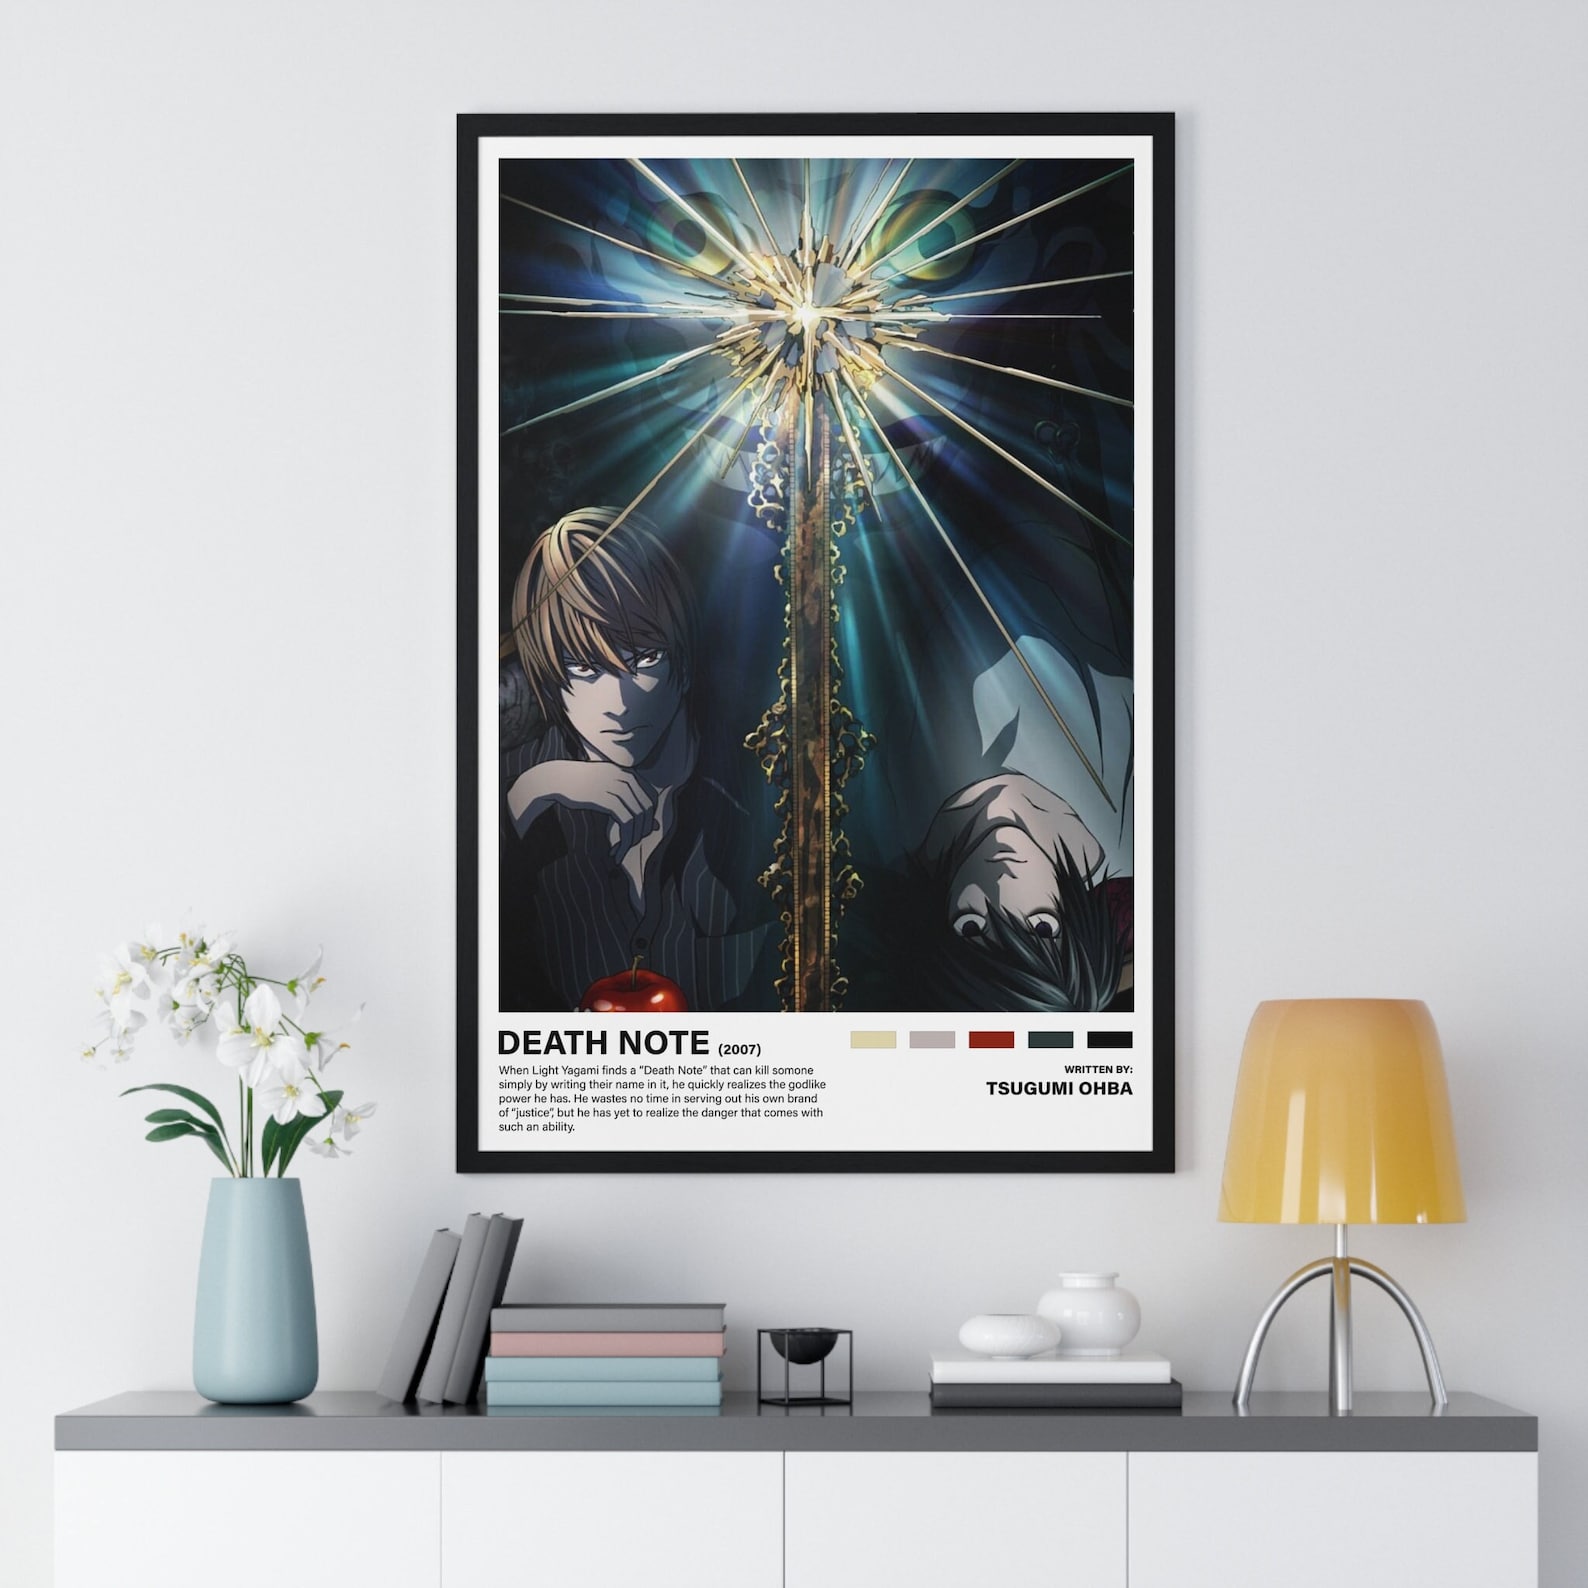 DEATH NOTE (2007)
When Light Yagami finds a “Death Note” that can kill somone
simply by writing their name in it, he quickly realizes the godlike
power he has. He wastes no time in serving out his own brand
of “justice”, but he has yet to realize the danger that comes with
such an ability.
WRITTEN BY:
TSUGUMI OHBA